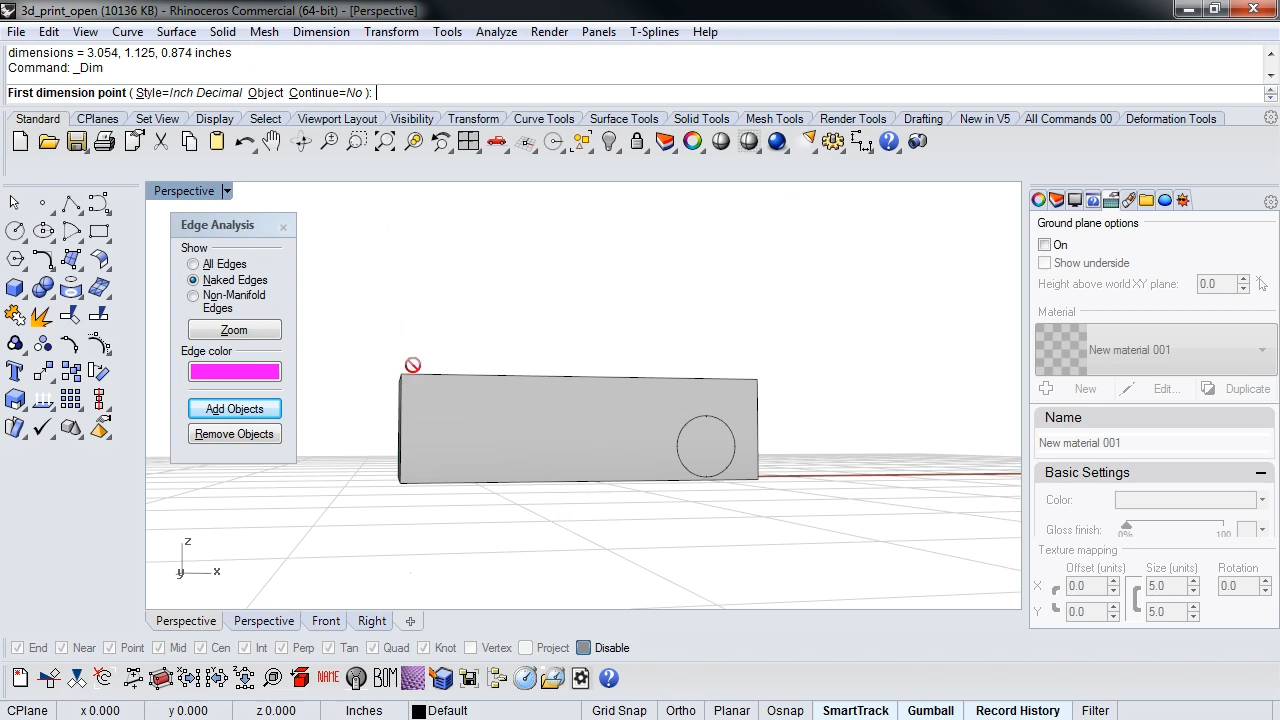 3d_print_open (10136 KB) - Rhinoceros Commercial (64-bit) - [Perspective]
File Edit View Curve Surface Solid Mesh Dimension Transform Tools Analyze Render Panels T-Splines Help
dimensions = 3.054, 1.125, 0.874 inches
Command: _Dim
First dimension point ( Style=Inch Decimal Object Continue=No ):
Standard CPlanes Set View Display Select Viewport Layout Visibility Transform Curve Tools Surface Tools Solid Tools Mesh Tools Render Tools Drafting New in V5 All Commands 00 Deformation Tools
Perspective
Edge Analysis
Show
All Edges
Naked Edges
Non-Manifold
Edges
Zoom
Edge color
Add Objects
Remove Objects
z
y x
Ground plane options
On
Show underside
Height above world XY plane: 0.0
Material
New material 001
New Edit... Duplicate
Name
New material 001
Basic Settings
Color:
Gloss finish:
0% 100
Texture mapping
Offset (units) Size (units) Rotation
X 0.0 5.0 0.0
Y 0.0 5.0
Perspective Perspective Front Right
End Near Point Mid Cen Int Perp Tan Quad Knot Vertex Project Disable
NAME BOM
CPlane x 0.000 y 0.000 z 0.000 Inches Default Grid Snap Ortho Planar Osnap SmartTrack Gumball Record History Filter